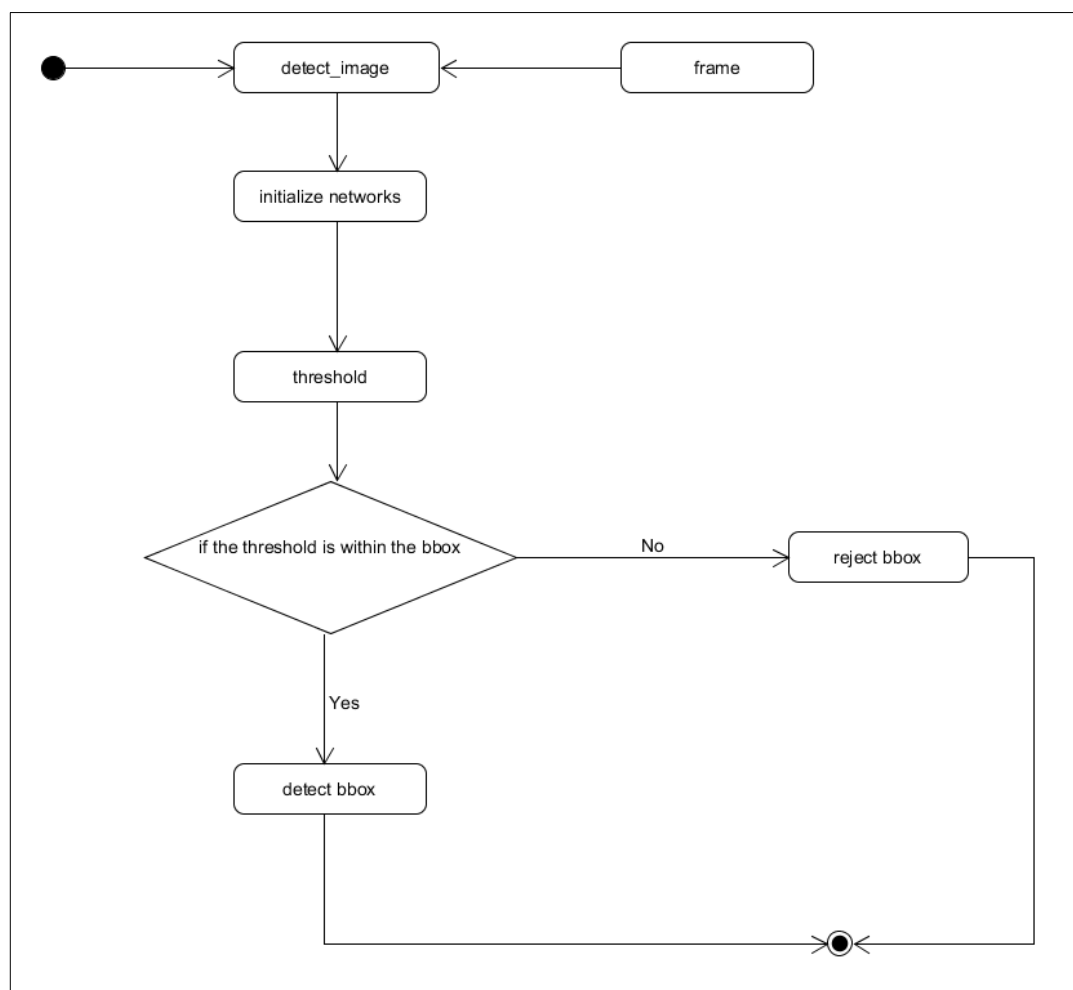 detect_image
frame
initialize networks
threshold
if the threshold is within the bbox
No
reject bbox
Yes
detect bbox